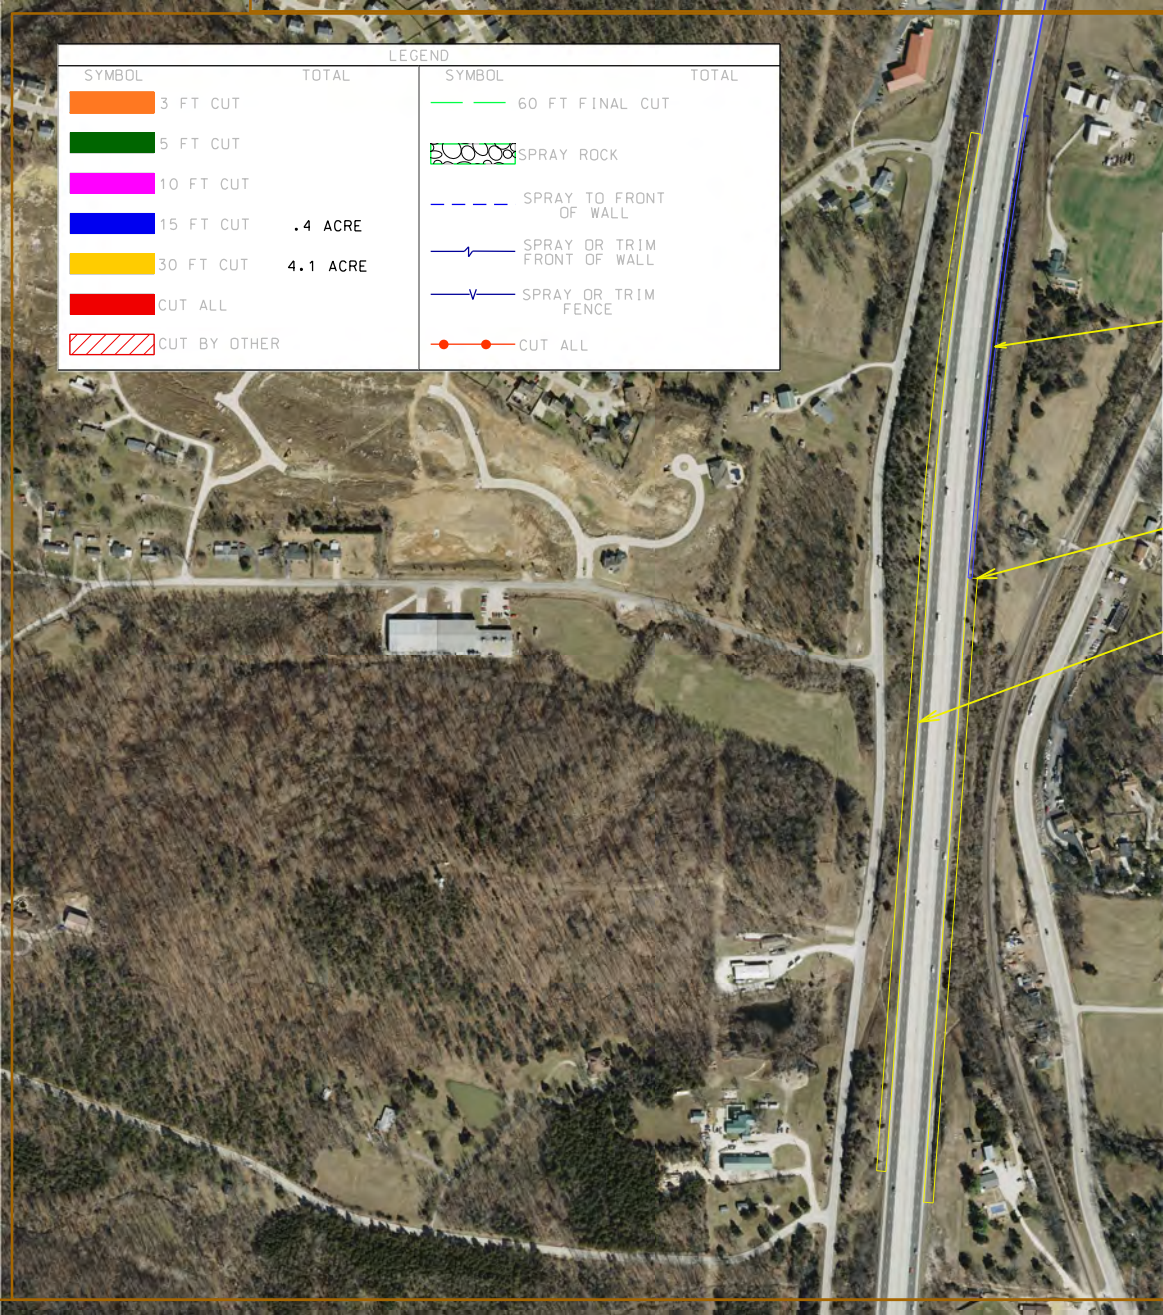 LEGEND
SYMBOL TOTAL SYMBOL TOTAL
3 FT CUT
5 FT CUT
10 FT CUT
15 FT CUT .4 ACRE
30 FT CUT 4.1 ACRE
CUT ALL
CUT BY OTHER
60 FT FINAL CUT
SPRAY ROCK
SPRAY TO FRONT
OF WALL
SPRAY OR TRIM
FRONT OF WALL
V
SPRAY OR TRIM
FENCE
CUT ALL